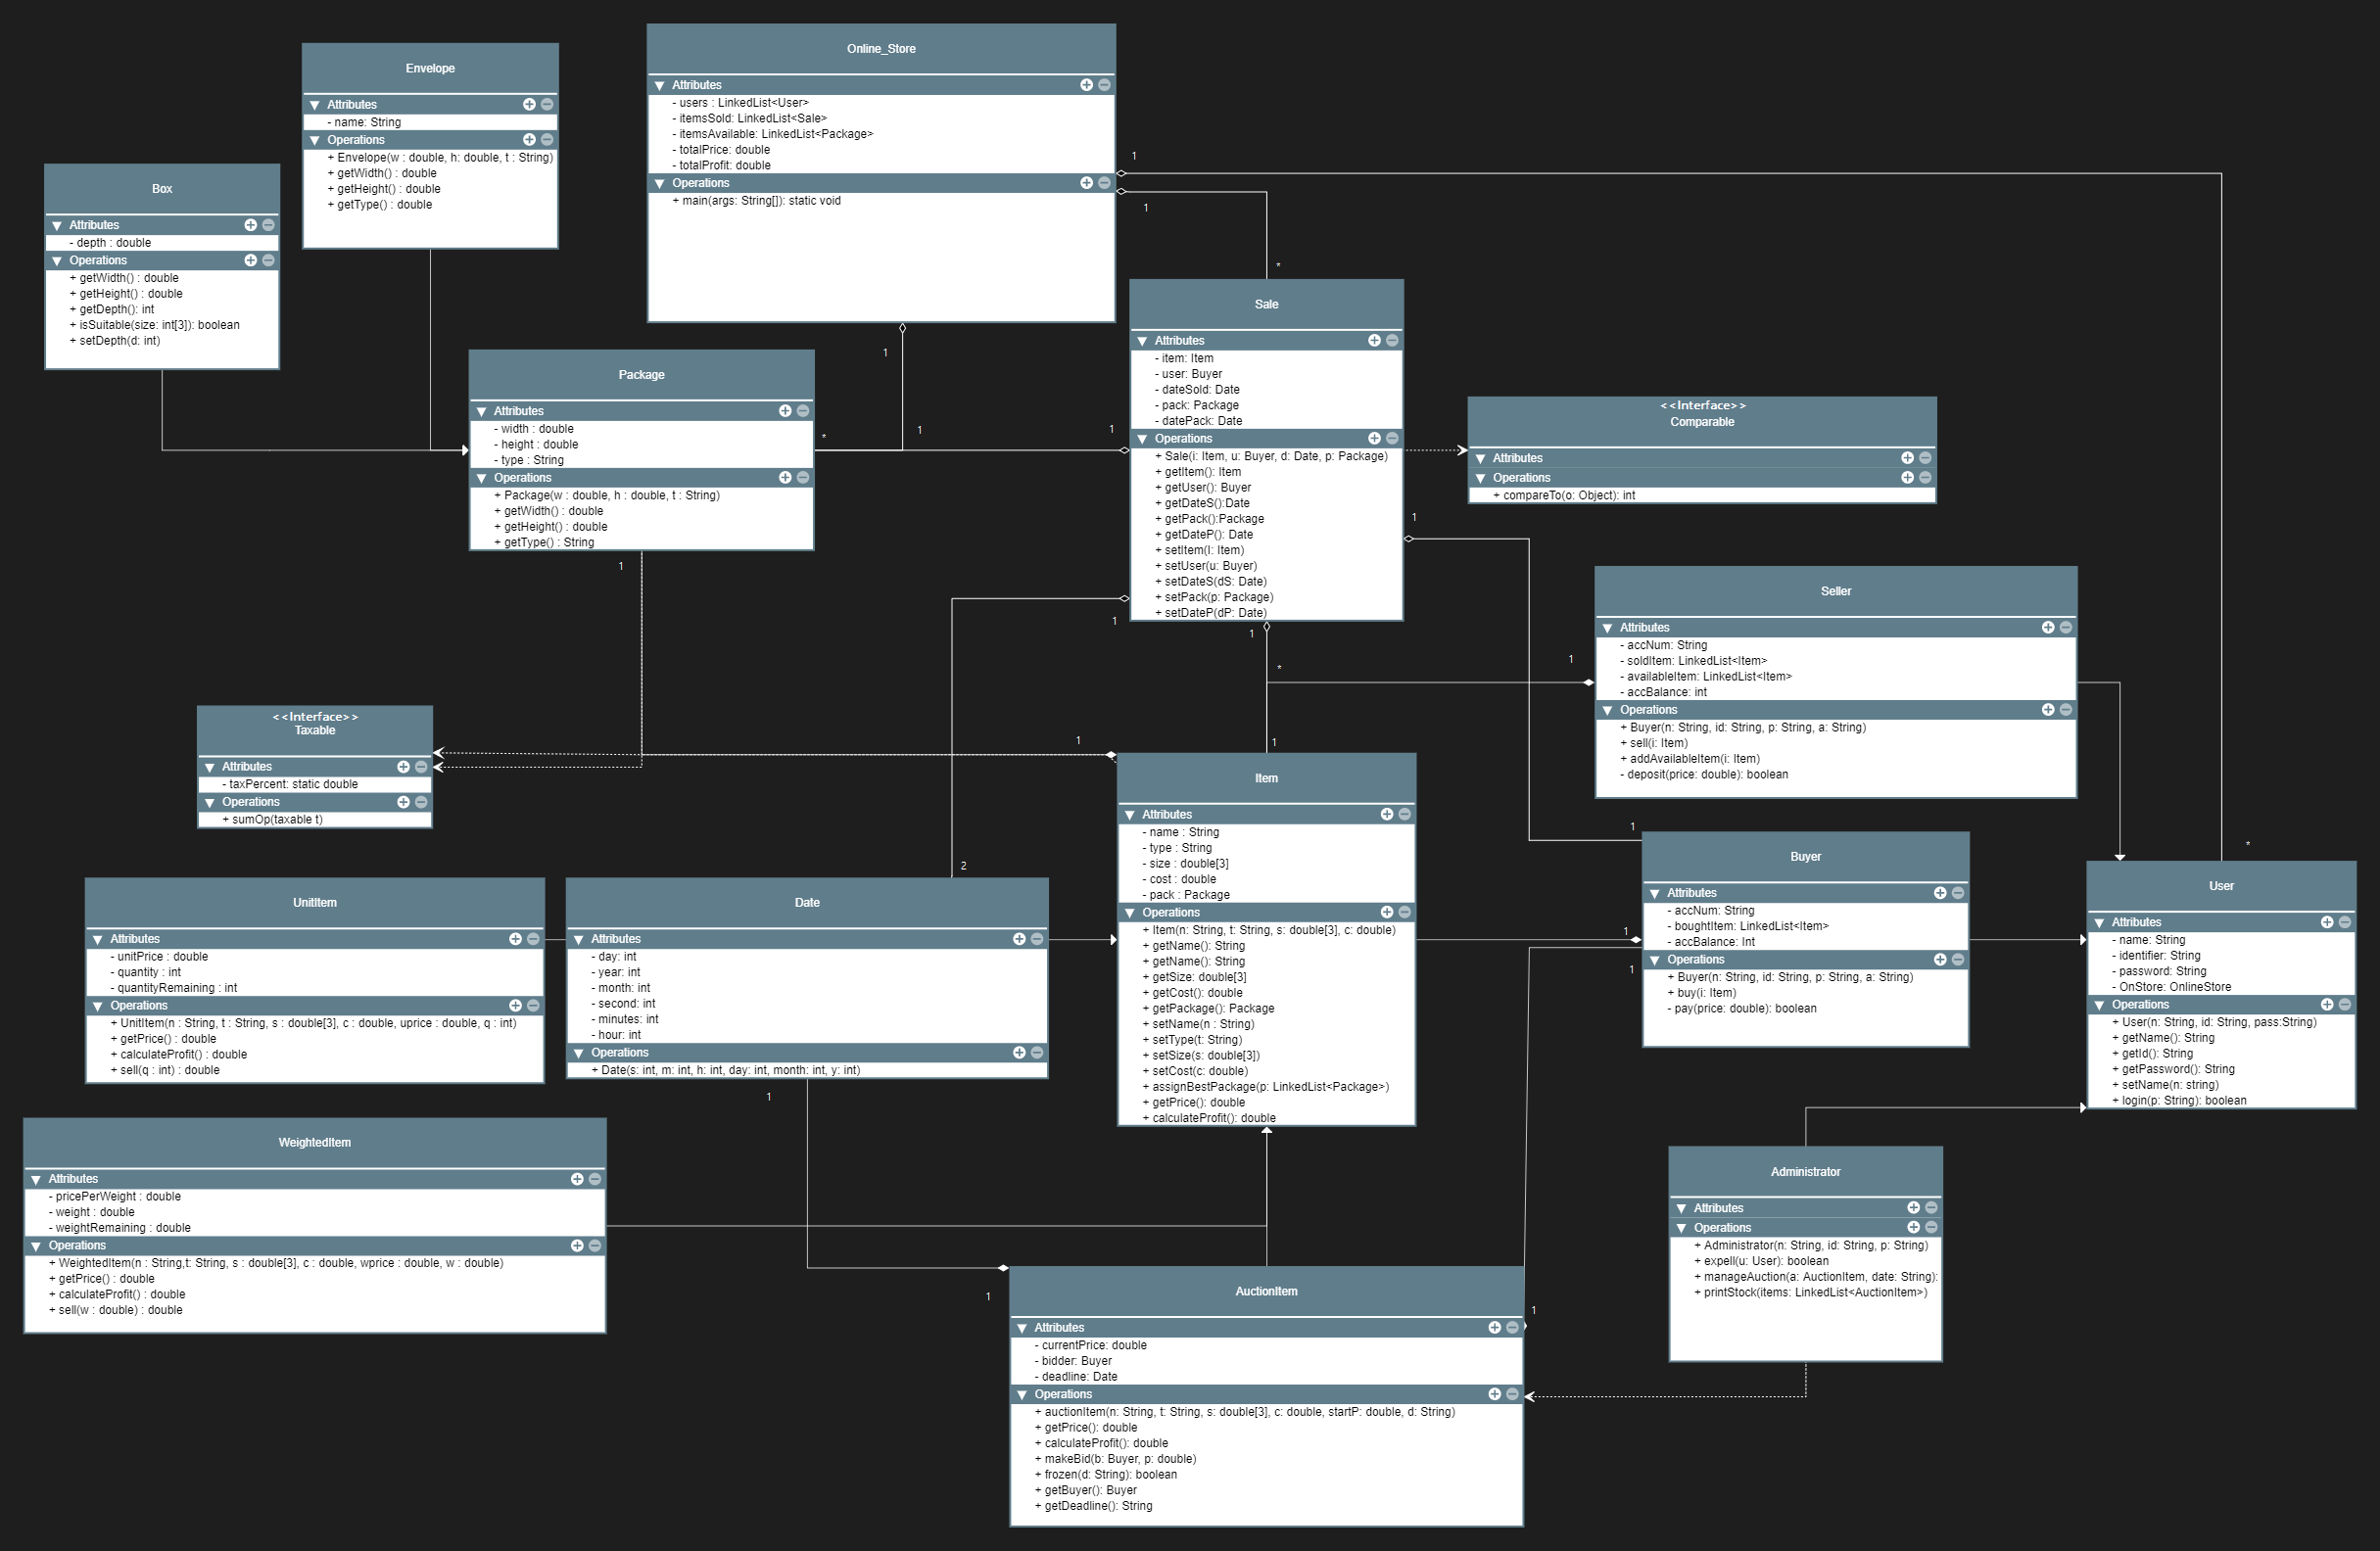 Online_Store
Attributes
- users : LinkedList<User>
- itemsSold: LinkedList<Sale>
- itemsAvailable: LinkedList<Package>
- totalPrice: double
- totalProfit: double
Operations
+ main(args: String[]): static void
1
1
*
1
1
Envelope
Attributes
- name: String
Operations
+ Envelope(w : double, h: double, t : String)
+ getWidth() : double
+ getHeight() : double
+ getType() : double
Box
Attributes
- depth : double
Operations
+ getWidth() : double
+ getHeight() : double
+ getDepth(): int
+ isSuitable(size: int[3]): boolean
+ setDepth(d: int)
Package
Attributes
- width : double
- height : double
- type : String
Operations
+ Package(w : double, h : double, t : String)
+ getWidth() : double
+ getHeight() : double
+ getType() : String
*
1
1
Sale
Attributes
- item: Item
- user: Buyer
- dateSold: Date
- pack: Package
- datePack: Date
Operations
+ Sale(i: Item, u: Buyer, d: Date, p: Package)
+ getItem(): Item
+ getUser(): Buyer
+ getDateS():Date
+ getPack():Package
+ getDateP(): Date
+ setItem(I: Item)
+ setUser(u: Buyer)
+ setDateS(dS: Date)
+ setPack(p: Package)
+ setDateP(dP: Date)
1
1
1
*
1
<<Interface>>
Comparable
Attributes
Operations
+ compareTo(o: Object): int
Seller
Attributes
- accNum: String
- soldItem: LinkedList<Item>
- availableItem: LinkedList<Item>
- accBalance: int
Operations
+ Buyer(n: String, id: String, p: String, a: String)
+ sell(i: Item)
+ addAvailableItem(i: Item)
- deposit(price: double): boolean
<<Interface>>
Taxable
Attributes
- taxPercent: static double
Operations
+ sumOp(taxable t)
1
1
Item
Attributes
- name : String
- type : String
- size : double[3]
- cost : double
- pack : Package
Operations
+ Item(n: String, t: String, s: double[3], c: double)
+ getName(): String
+ getName(): String
+ getSize: double[3]
+ getCost(): double
+ getPackage(): Package
+ setName(n : String)
+ setType(t: String)
+ setSize(s: double[3])
+ setCost(c: double)
+ assignBestPackage(p: LinkedList<Package>)
+ getPrice(): double
+ calculateProfit(): double
1
1
1
Buyer
Attributes
- accNum: String
- boughtItem: LinkedList<Item>
- accBalance: Int
Operations
+ Buyer(n: String, id: String, p: String, a: String)
+ buy(i: Item)
- pay(price: double): boolean
*
User
Attributes
- name: String
- identifier: String
- password: String
- OnStore: OnlineStore
Operations
+ User(n: String, id: String, pass:String)
+ getName(): String
+ getId(): String
+ getPassword(): String
+ setName(n: string)
+ login(p: String): boolean
UnitItem
Attributes
- unitPrice : double
- quantity : int
- quantityRemaining : int
Operations
+ UnitItem(n : String, t : String, s : double[3], c : double, uprice : double, q : int)
+ getPrice() : double
+ calculateProfit() : double
+ sell(q : int) : double
2
Date
Attributes
- day: int
- year: int
- month: int
- second: int
- minutes: int
- hour: int
Operations
+ Date(s: int, m: int, h: int, day: int, month: int, y: int)
1
WeightedItem
Attributes
- pricePerWeight : double
- weight : double
- weightRemaining : double
Operations
+ WeightedItem(n : String,t: String, s : double[3], c : double, wprice : double, w : double)
+ getPrice() : double
+ calculateProfit() : double
+ sell(w : double) : double
1
1
AuctionItem
Attributes
- currentPrice: double
- bidder: Buyer
- deadline: Date
Operations
+ auctionItem(n: String, t: String, s: double[3], c: double, startP: double, d: String)
+ getPrice(): double
+ calculateProfit(): double
+ makeBid(b: Buyer, p: double)
+ frozen(d: String): boolean
+ getBuyer(): Buyer
+ getDeadline(): String
Administrator
Attributes
Operations
+ Administrator(n: String, id: String, p: String)
+ expell(u: User): boolean
+ manageAuction(a: AuctionItem, date: String):
+ printStock(items: LinkedList<AuctionItem>)